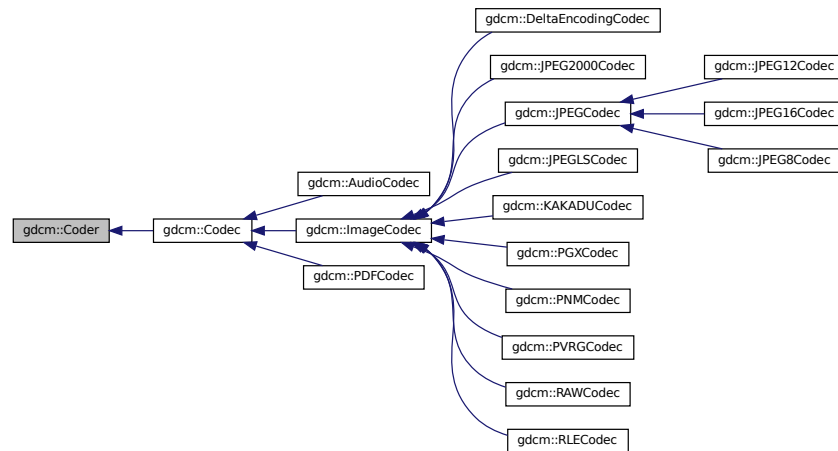 gdcm::DeltaEncodingCodec
gdcm::JPEG2000Codec
gdcm::JPEG12Codec
gdcm::JPEGCodec
gdcm::JPEG16Codec
gdcm::JPEG8Codec
gdcm::JPEGLSCodec
gdcm::AudioCodec
gdcm::KAKADUCodec
gdcm::Coder
gdcm::Codec
gdcm::ImageCodec
gdcm::PGXCodec
gdcm::PDFCodec
gdcm::PNMCodec
gdcm::PVRGCodec
gdcm::RAWCodec
gdcm::RLECodec